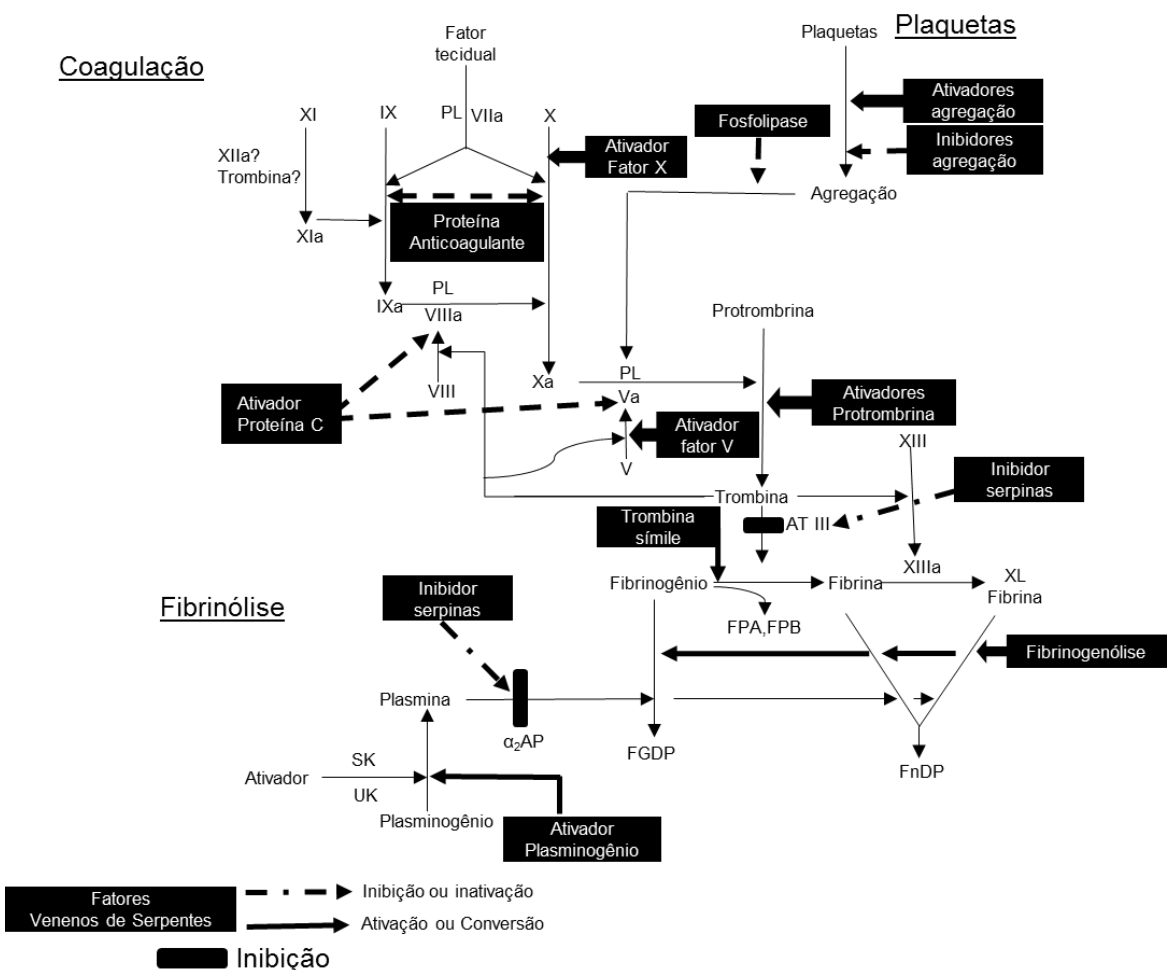 Coagulação
Fator
tecidual
Plaquetas
Plaquetas
XI
IX
PL
VIIa
X
XIIa?
Trombina?
Ativador
Fator X
Fosfolipase
Ativadores
agregação
Inibidores
agregação
Agregação
XIa
Proteína
Anticoagulante
IXa
PL
VIIIa
VIII
Xa
PL
Va
V
Protrombrina
Ativador
Proteína C
Ativador
fator V
Ativadores
Protrombrina
XIII
Inibidor
serpinas
Trombina
AT III
XIIIa
Trombina
símile
Fibrinogênio
Fibrina
XL
Fibrina
FPA,FPB
Fibrinólise
Inibidor
serpinas
Fibrinogenólise
Plasmina
α₂AP
FGDP
FnDP
Ativador
SK
UK
Plasminogênio
Ativador
Plasminogênio
Fatores
Venenos de Serpentes
Inibição ou inativação
Ativação ou Conversão
Inibição